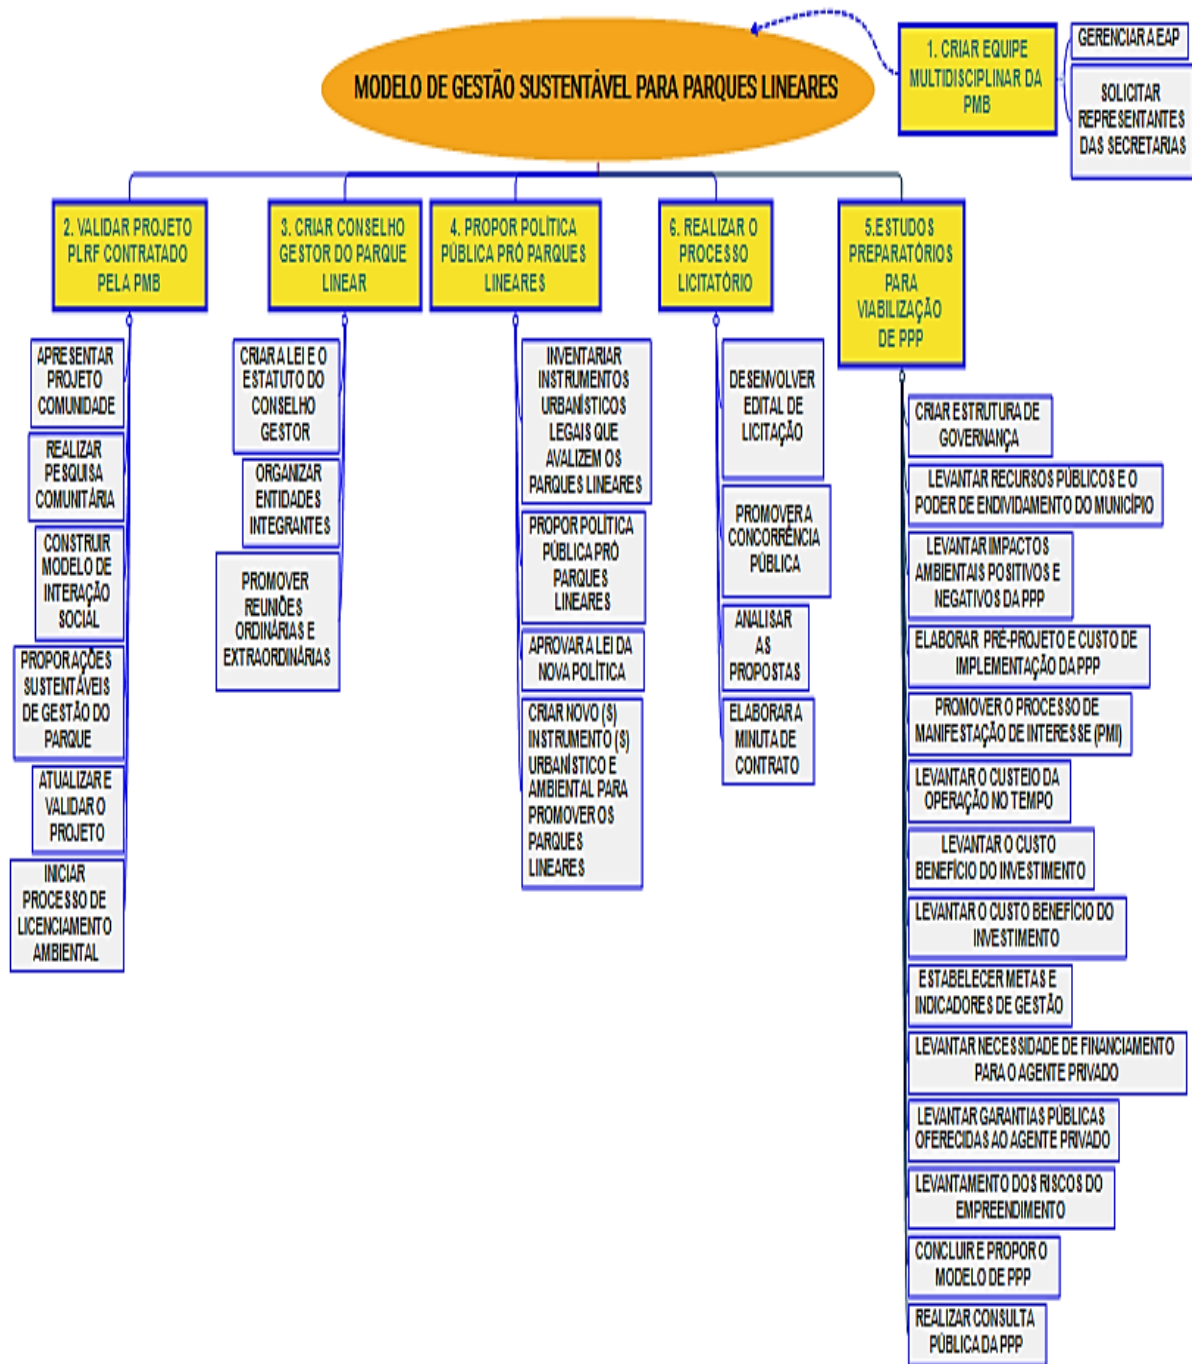 MODELO DE GESTÃO SUSTENTÁVEL PARA PARQUES LINEARES
1. CRIAR EQUIPE
MULTIDISCIPLINAR DA
PMB
GERENCIAR A EAP
SOLICITAR
REPRESENTANTES
DAS SECRETARIAS
2. VALIDAR PROJETO
PLRF CONTRATADO
PELA PMB
APRESENTAR
PROJETO
COMUNIDADE
REALIZAR
PESQUISA
COMUNITÁRIA
CONSTRUIR
MODELO DE
INTERAÇÃO
SOCIAL
PROPOR AÇÕES
SUSTENTÁVEIS
DE GESTÃO DO
PARQUE
ATUALIZAR E
VALIDAR O
PROJETO
INICIAR
PROCESSO DE
LICENCIAMENTO
AMBIENTAL
3. CRIAR CONSELHO
GESTOR DO PARQUE
LINEAR
CRIAR A LEI E O
ESTATUTO DO
CONSELHO
GESTOR
ORGANIZAR
ENTIDADES
INTEGRANTES
PROMOVER
REUNIÕES
ORDINÁRIAS E
EXTRAORDINÁRIAS
4. PROPOR POLÍTICA
PÚBLICA PRÓ PARQUES
LINEARES
INVENTARIAR
INSTRUMENTOS
URBANÍSTICOS
LEGAIS QUE
AVALIZEM OS
PARQUES LINEARES
PROPOR POLÍTICA
PÚBLICA PRÓ
PARQUES
LINEARES
APROVAR A LEI DA
NOVA POLÍTICA
CRIAR NOVO (S)
INSTRUMENTO (S)
URBANÍSTICO E
AMBIENTAL PARA
PROMOVER OS
PARQUES
LINEARES
6. REALIZAR O
PROCESSO
LICITATÓRIO
DESENVOLVER
EDITAL DE
LICITAÇÃO
PROMOVER A
CONCORRÊNCIA
PÚBLICA
ANALISAR
AS
PROPOSTAS
ELABORAR A
MINUTA DE
CONTRATO
5.ESTUDOS
PREPARATÓRIOS
PARA
VIABILIZAÇÃO
DE PPP
CRIAR ESTRUTURA DE
GOVERNANÇA
LEVANTAR RECURSOS PÚBLICOS E O
PODER DE ENDIVIDAMENTO DO MUNICÍPIO
LEVANTAR IMPACTOS
AMBIENTAIS POSITIVOS E
NEGATIVOS DA PPP
ELABORAR PRÉ-PROJETO E CUSTO DE
IMPLEMENTAÇÃO DA PPP
PROMOVER O PROCESSO DE
MANIFESTAÇÃO DE INTERESSE (PMI)
LEVANTAR O CUSTEIO DA
OPERAÇÃO NO TEMPO
LEVANTAR O CUSTO
BENEFÍCIO DO INVESTIMENTO
LEVANTAR O CUSTO BENEFÍCIO DO
INVESTIMENTO
ESTABELECER METAS E
INDICADORES DE GESTÃO
LEVANTAR NECESSIDADE DE FINANCIAMENTO
PARA O AGENTE PRIVADO
LEVANTAR GARANTIAS PÚBLICAS
OFERECIDAS AO AGENTE PRIVADO
LEVANTAMENTO DOS RISCOS DO
EMPREENDIMENTO
CONCLUIR E PROPOR O
MODELO DE PPP
REALIZAR CONSULTA
PÚBLICA DA PPP